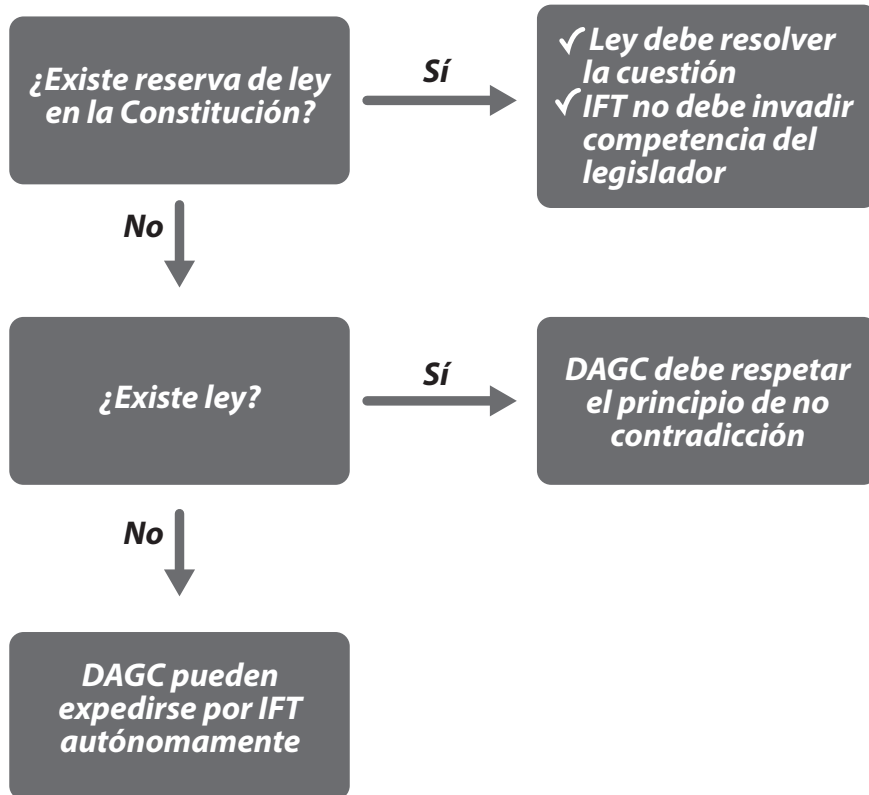 ¿Existe reserva de ley
en la Constitución?
Sí
✓ Ley debe resolver
la cuestión
✓ IFT no debe invadir
competencia del
legislador
No
¿Existe ley?
Sí
DAGC debe respetar
el principio de no
contradicción
No
DAGC pueden
expedirse por IFT
autónomamente